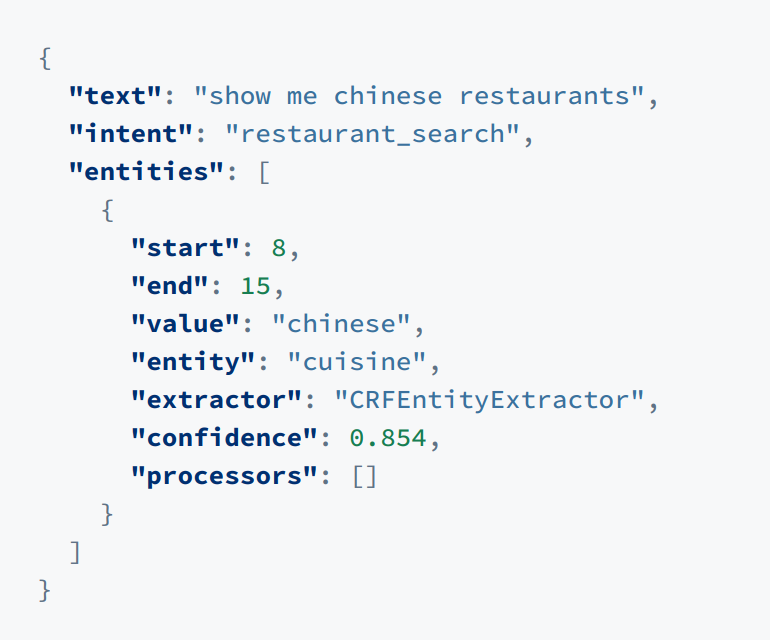 {
  "text": "show me chinese restaurants",
  "intent": "restaurant_search",
  "entities": [
    {
      "start": 8,
      "end": 15,
      "value": "chinese",
      "entity": "cuisine",
      "extractor": "CRFEntityExtractor",
      "confidence": 0.854,
      "processors": []
    }
  ]
}